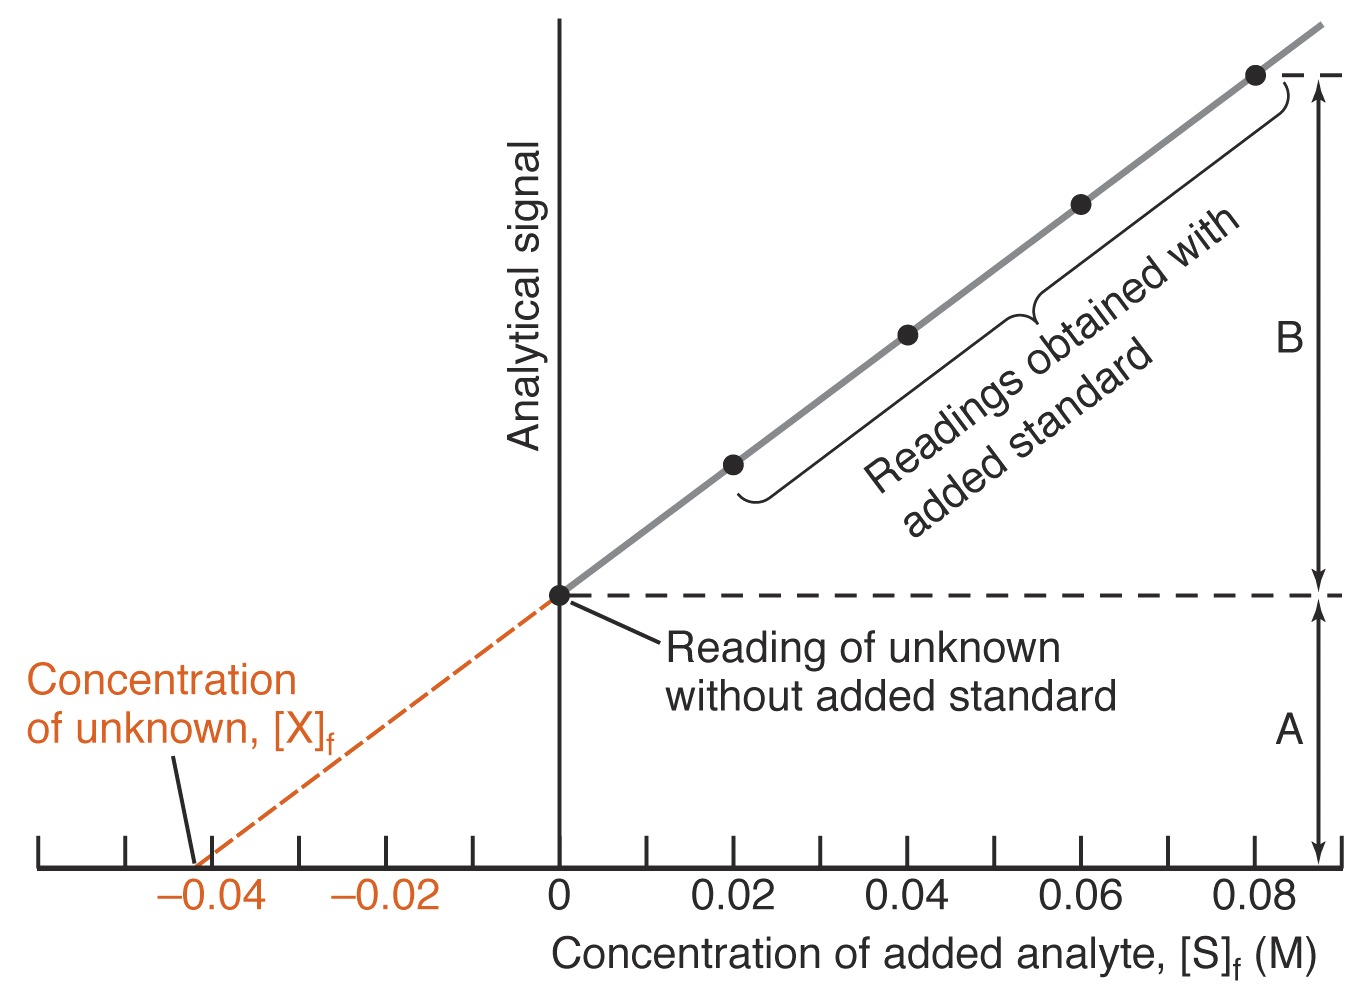 Analytical signal
Readings obtained with
added standard
B
Reading of unknown
without added standard
A
Concentration
of unknown, [X]f
–0.04
–0.02
0
0.02
0.04
0.06
0.08
Concentration of added analyte, [S]f (M)